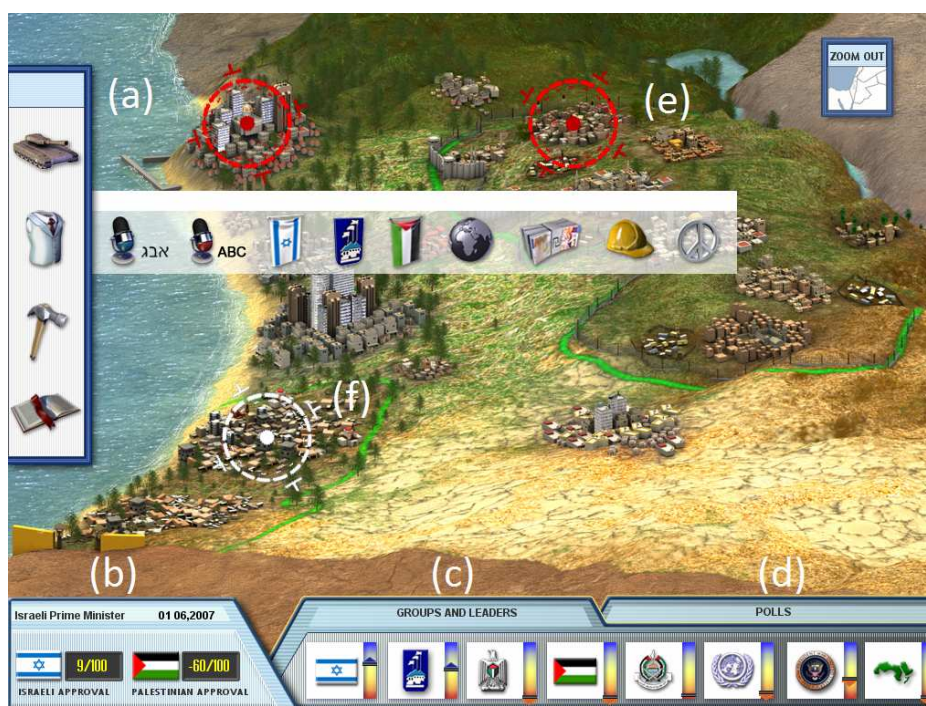 ZOOM OUT
(a)
(e)
אבג
ABC
(f)
(b)
(c)
(d)
Israeli Prime Minister 01 06,2007
GROUPS AND LEADERS
POLLS
9/100
-60/100
ISRAELI APPROVAL
PALESTINIAN APPROVAL